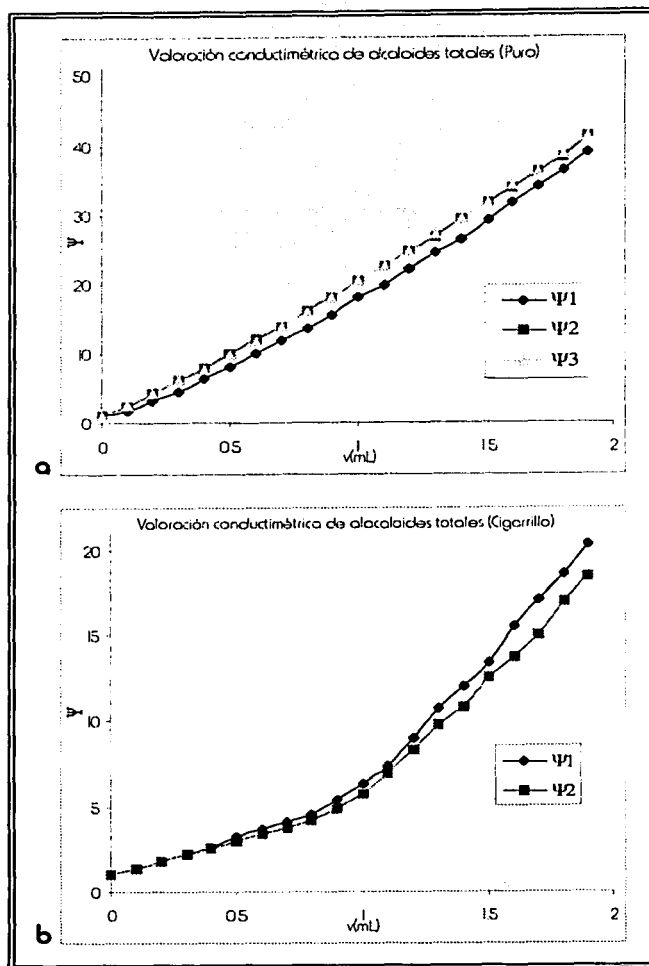 Valoración conductimétrica de alcaloides totales (Puro)
50
40
30
20
10
0
Ψ
Ψ1
Ψ2
Ψ3
0
0.5
1
1.5
2
v(mL)
a
Valoración conductimétrica de alacaloides totales (Cigarrillo)
20
15
10
5
0
Ψ
Ψ1
Ψ2
0
0.5
1
1.5
2
v(mL)
b